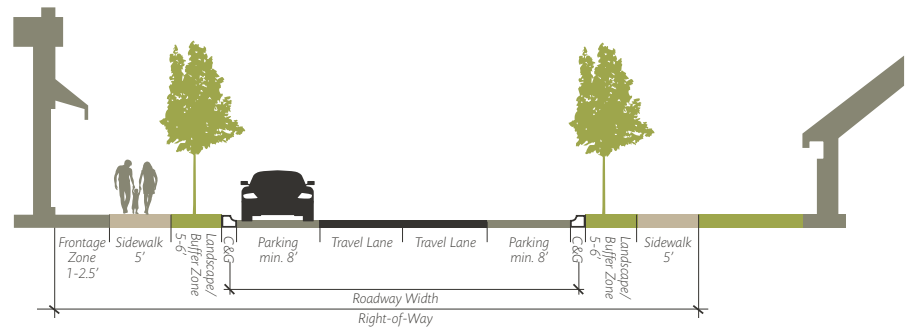 Frontage
Zone
1-2.5’
Sidewalk
5’
Landscape/
Buffer Zone
5-6’
C&G
Parking
min. 8’
Travel Lane
Travel Lane
Parking
min. 8’
C&G
Landscape/
Buffer Zone
5-6’
Sidewalk
5’
Roadway Width
Right-of-Way